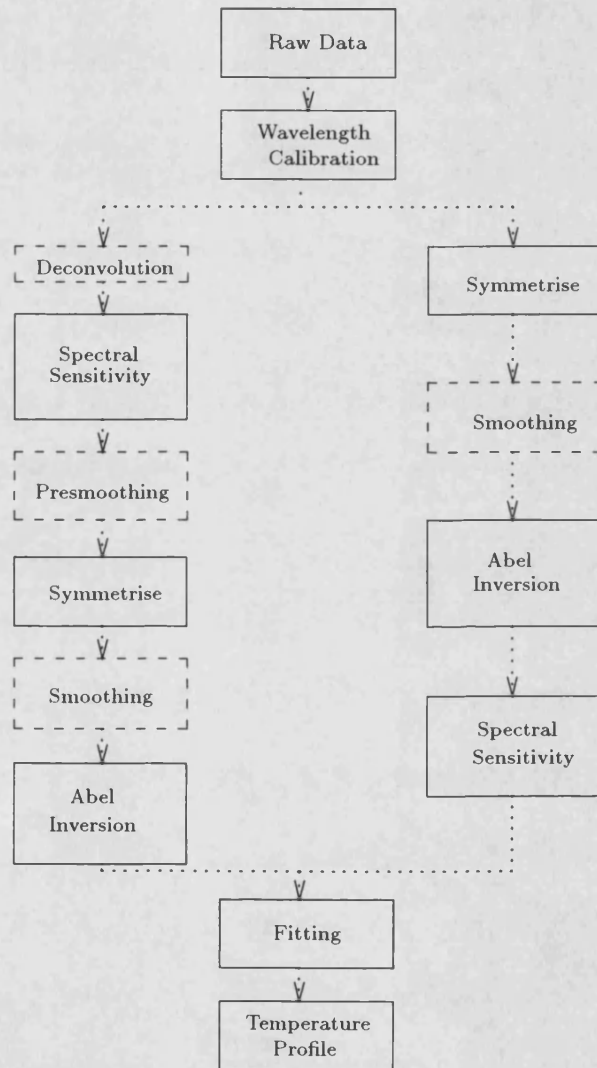 Raw Data
Wavelength
Calibration
Deconvolution
Spectral
Sensitivity
Presmoothing
Symmetrise
Smoothing
Abel
Inversion
Symmetrise
Smoothing
Abel
Inversion
Spectral
Sensitivity
Fitting
Temperature
Profile